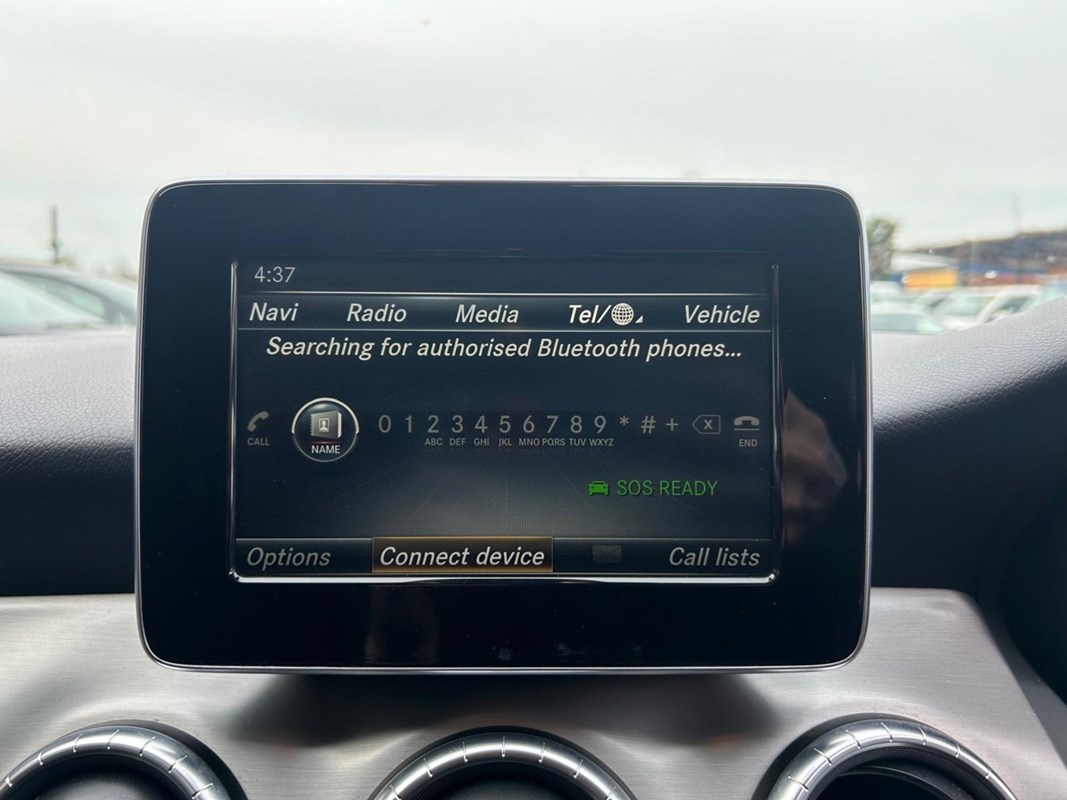 4:37
Navi Radio Media Tel/ Vehicle
Searching for authorised Bluetooth phones...
0 1 2 3 4 5 6 7 8 9 * # +
CALL NAME ABC DEF GHI JKL MNO PQRS TUV WXYZ END
SOS READY
Options Connect device Call lists